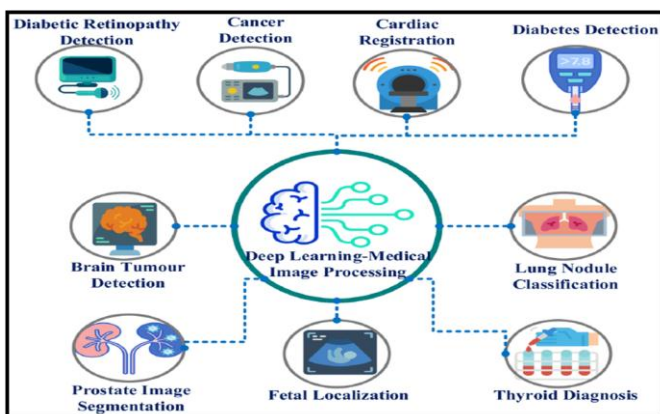 Diabetic Retinopathy
Detection
Cancer
Detection
Cardiac
Registration
Diabetes Detection
>7.8
Deep Learning-Medical
Image Processing
Brain Tumour
Detection
Lung Nodule
Classification
Prostate Image
Segmentation
Fetal Localization
Thyroid Diagnosis